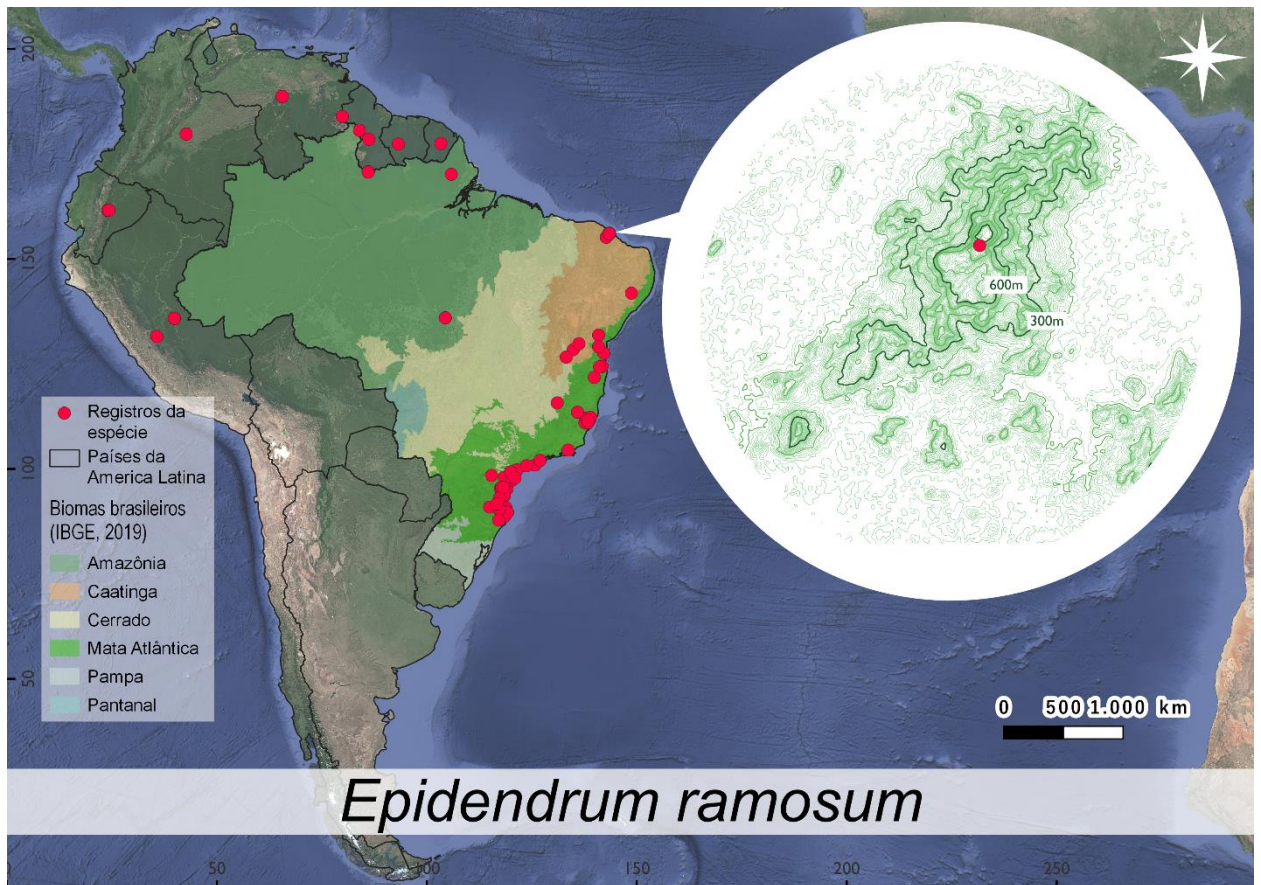 200
150
100
50
600m
300m
Registros da
espécie
Países da
America Latina
Biomas brasileiros
(IBGE, 2019)
Amazônia
Caatinga
Cerrado
Mata Atlântica
Pampa
Pantanal
0 500 1.000 km
Epidendrum ramosum
0 50 100 150 200 250